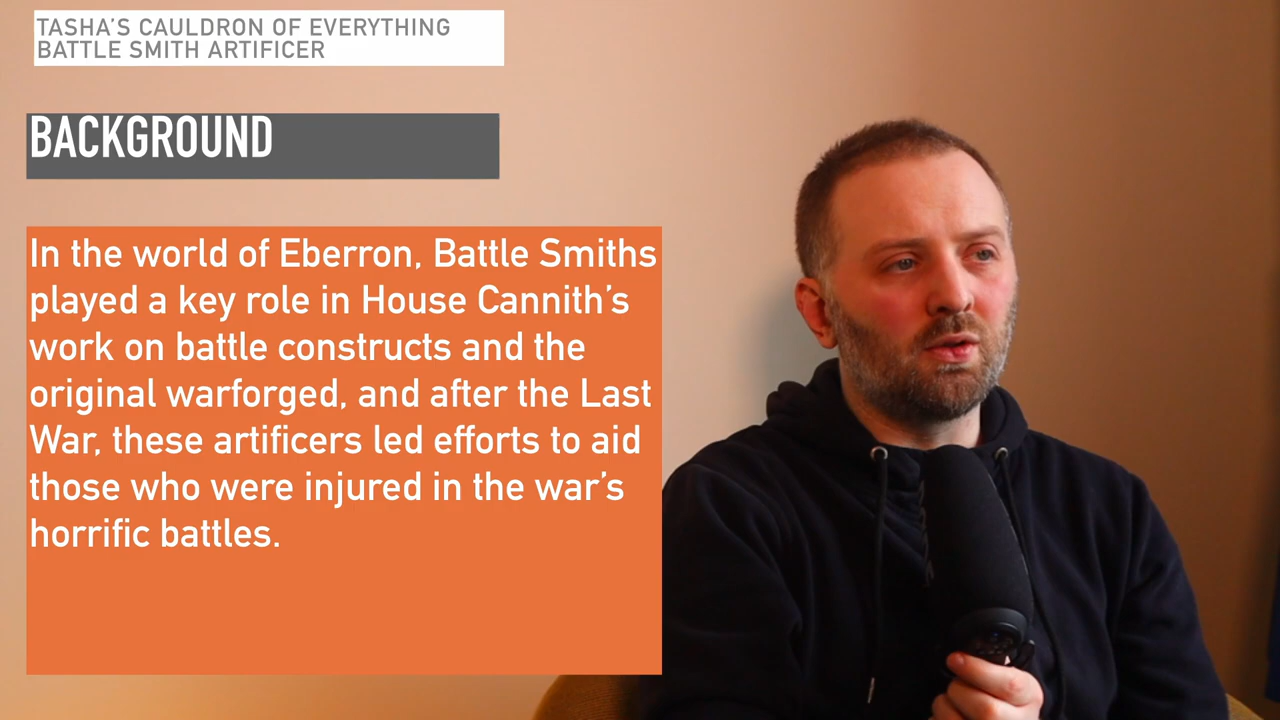 TASHA'S CAULDRON OF EVERYTHING
BATTLE SMITH ARTIFICER
BACKGROUND
In the world of Eberron, Battle Smiths
played a key role in House Cannith's
work on battle constructs and the
original warforged, and after the Last
War, these artificers led efforts to aid
those who were injured in the war's
horrific battles.